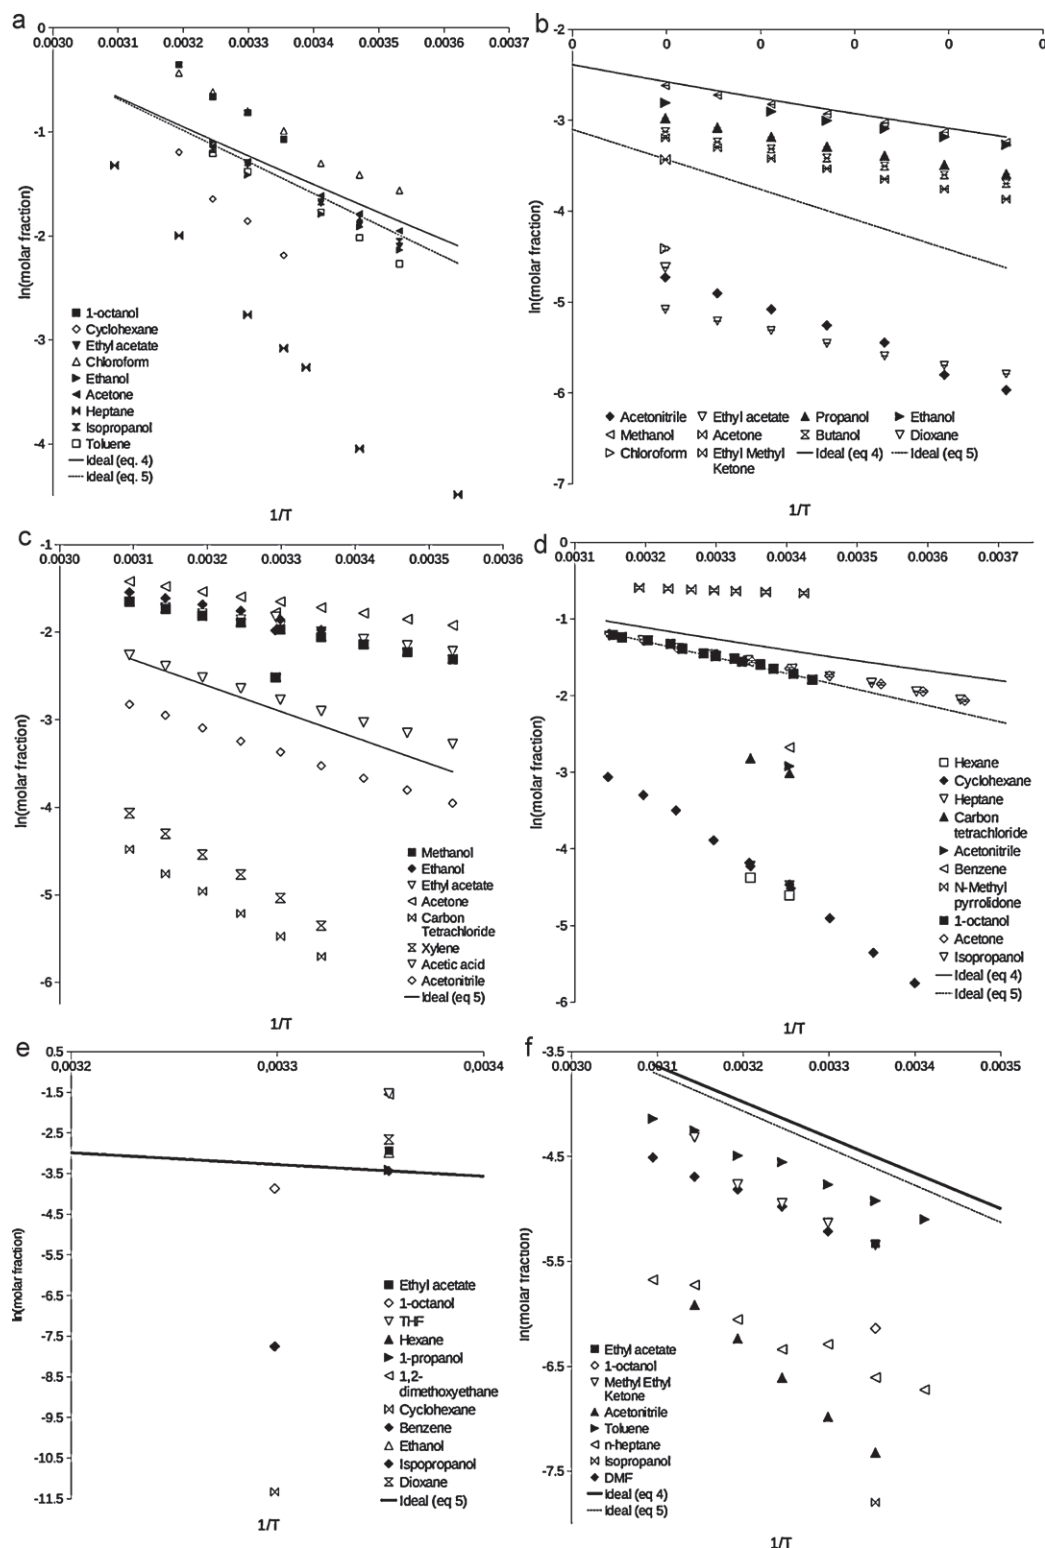 a
0
0.0030 0.0031 0.0032 0.0033 0.0034 0.0035 0.0036 0.0037
-1
-2
-3
-4
ln(molar fraction)
1-octanol
Cyclohexane
Ethyl acetate
Chloroform
Ethanol
Acetone
Heptane
Isopropanol
Toluene
Ideal (eq. 4)
Ideal (eq. 5)
1/T
b
-2
0 0 0 0 0 0
-3
-4
-5
-6
-7
ln(molar fraction)
Acetonitrile Ethyl acetate Propanol Ethanol
Methanol Acetone Butanol Dioxane
Chloroform Ethyl Methyl Ideal (eq 4) Ideal (eq 5)
Ketone
1/T
c
-1
0.0030 0.0031 0.0032 0.0033 0.0034 0.0035 0.0036
-2
-3
-4
-5
-6
ln(molar fraction)
Methanol
Ethanol
Ethyl acetate
Acetone
Carbon
Tetrachloride
Xylene
Acetic acid
Acetonitrile
Ideal (eq 5)
1/T
d
0
0.0031 0.0032 0.0033 0.0034 0.0035 0.0036 0.0037
-1
-2
-3
-4
-5
-6
ln(molar fraction)
Hexane
Cyclohexane
Heptane
Carbon
tetrachloride
Acetonitrile
Benzene
N-Methyl
pyrrolidone
1-octanol
Acetone
Isopropanol
Ideal (eq 4)
Ideal (eq 5)
1/T
e
0.5
0,0032 0,0033 0,0034
-1.5
-1.5
-2.5
-3.5
-5.5
-4.5
-7.5
-8.5
-9.5
-10.5
-11.5
ln(molar fraction)
Ethyl acetate
1-octanol
THF
Hexane
1-propanol
1,2-
dimethoxyethane
Cyclohexane
Benzene
Ethanol
Ispopropanol
Dioxane
Ideal (eq 5)
1/T
f
-3.5
0.0030 0.0031 0.0032 0.0033 0.0034 0.0035
-4.5
-5.5
-6.5
-7.5
ln(molar fraction)
Ethyl acetate
1-octanol
Methyl Ethyl
Ketone
Acetonitrile
Toluene
n-heptane
Isopropanol
DMF
Ideal (eq 4)
Ideal (eq 5)
1/T